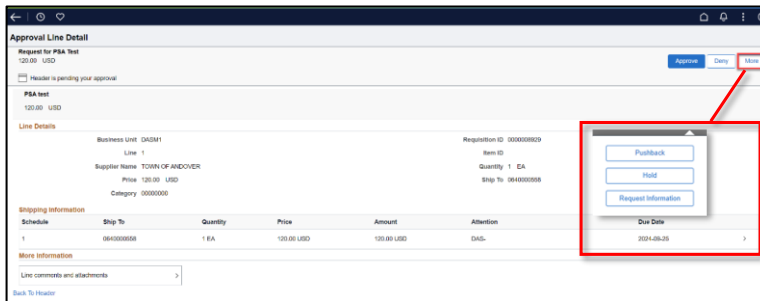 Approval Line Detail
Request for PSA Test
120.00 USD
Approve Deny More
Header is pending your approval
PSA test
120.00 USD
Line Details
Business Unit DASM1 Requisition ID 0000008929
Line 1 Item ID
Supplier Name TOWN OF ANDOVER Quantity 1 EA
Price 120.00 USD Ship To 0640000558
Category 00000000
Pushback
Hold
Request Information
Shipping Information
Schedule Ship To Quantity Price Amount Attention Due Date
1 0640000558 1 EA 120.00 USD 120.00 USD DAS- 2024-09-25
More Information
Line comments and attachments
Back To Header